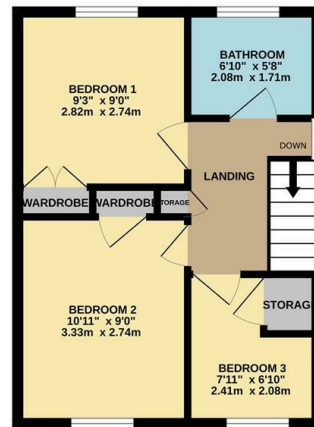 BEDROOM 1
9'3" x 9'0"
2.82m x 2.74m
BATHROOM
6'10" x 5'8"
2.08m x 1.71m
DOWN
LANDING
WARDROBE
WARDROBE
STORAGE
BEDROOM 2
10'11" x 9'0"
3.33m x 2.74m
STORAG
BEDROOM 3
7'11" x 6'10"
2.41m x 2.08m